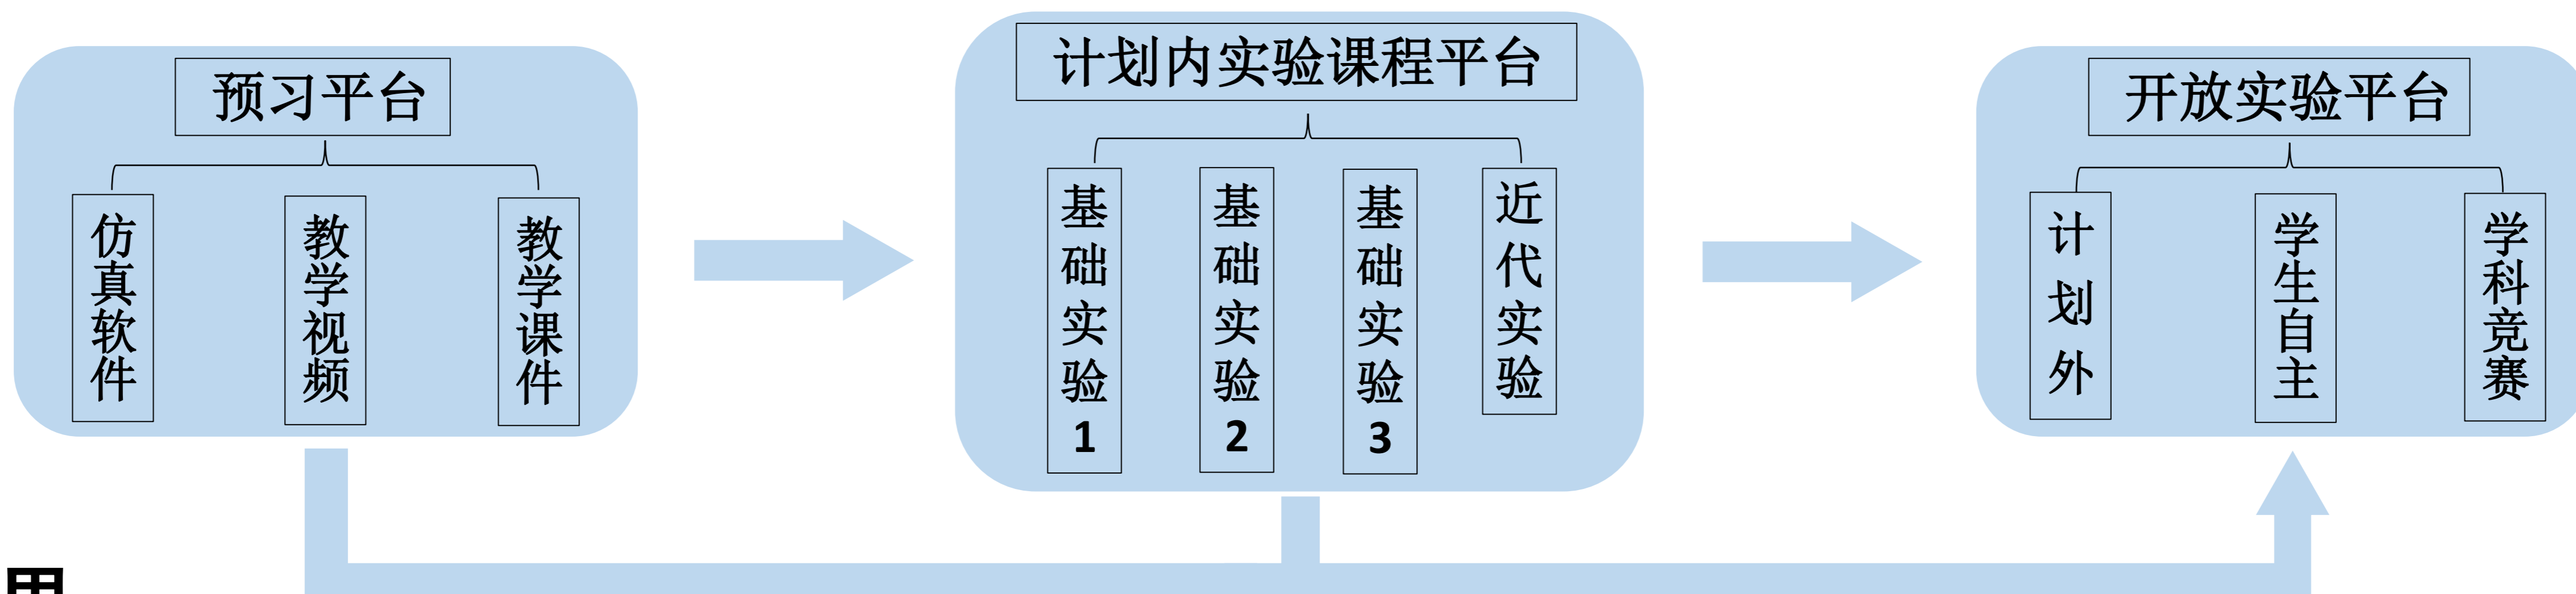 预习平台
仿真软件
教学视频
教学课件
计划内实验课程平台
基础实验1
基础实验2
基础实验3
近代实验
开放实验平台
计划外
学生自主
学科竞赛